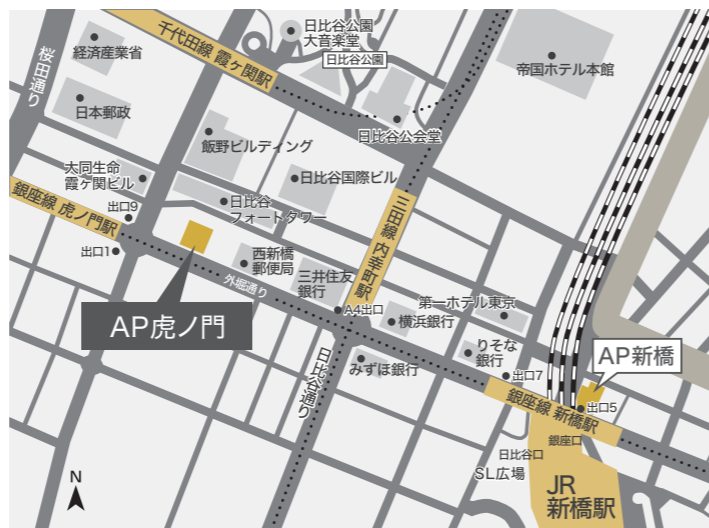 日比谷公園
大音楽堂
日比谷公園
千代田線 霞ヶ関駅
経済産業省
桜田通り
帝国ホテル本館
日本郵政
日比谷公会堂
飯野ビルディング
大同生命
霞ヶ関ビル
日比谷国際ビル
出口9
日比谷
フォートタワー
銀座線 虎ノ門駅
三田線 内幸町駅
出口1
西新橋
郵便局
三井住友
銀行
外堀通り
A4出口
第一ホテル東京
横浜銀行
AP虎ノ門
りそな
銀行
みずほ銀行
日比谷通り
出口7
AP新橋
出口5
銀座線 新橋駅
銀座口
日比谷口
SL広場
JR
新橋駅
N